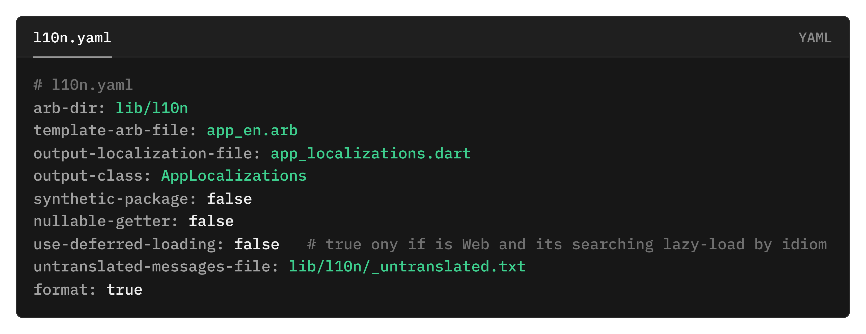 l10n.yaml
YAML
# l10n.yaml
arb-dir: lib/l10n
template-arb-file: app_en.arb
output-localization-file: app_localizations.dart
output-class: AppLocalizations
synthetic-package: false
nullable-getter: false
use-deferred-loading: false   # true ony if is Web and its searching lazy-load by idiom
untranslated-messages-file: lib/l10n/_untranslated.txt
format: true